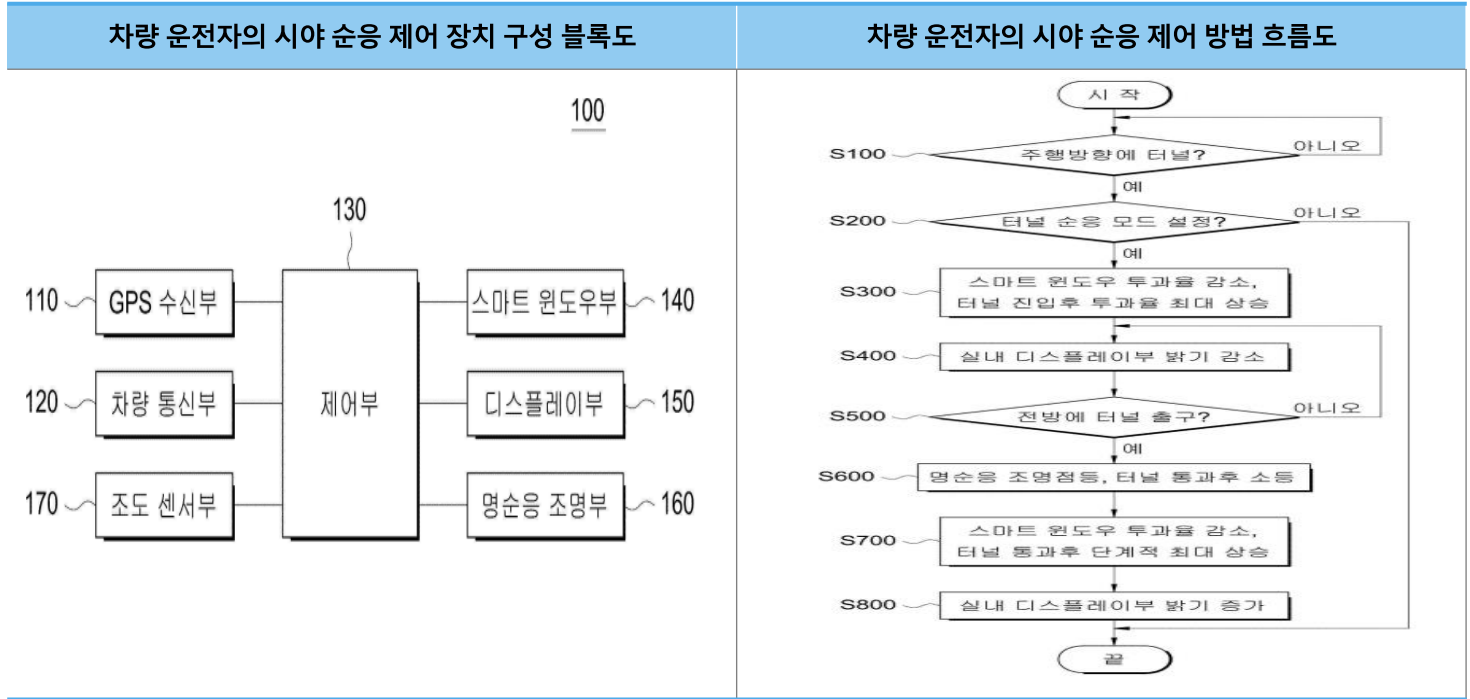 차량 운전자의 시야 순응 제어 장치 구성 블록도
100
130
110
GPS 수신부
스마트 윈도우부
140
120
차량 통신부
제어부
디스플레이부
150
170
조도 센서부
명순응 조명부
160
차량 운전자의 시야 순응 제어 방법 흐름도
시 작
S100
주행방향에 터널?
아니오
예
S200
터널 순응 모드 설정?
아니오
예
S300
스마트 윈도우 투과율 감소,
터널 진입후 투과율 최대 상승
S400
실내 디스플레이부 밝기 감소
S500
전방에 터널 출구?
아니오
예
S600
명순응 조명점등, 터널 통과후 소등
S700
스마트 윈도우 투과율 감소,
터널 통과후 단계적 최대 상승
S800
실내 디스플레이부 밝기 증가
끝